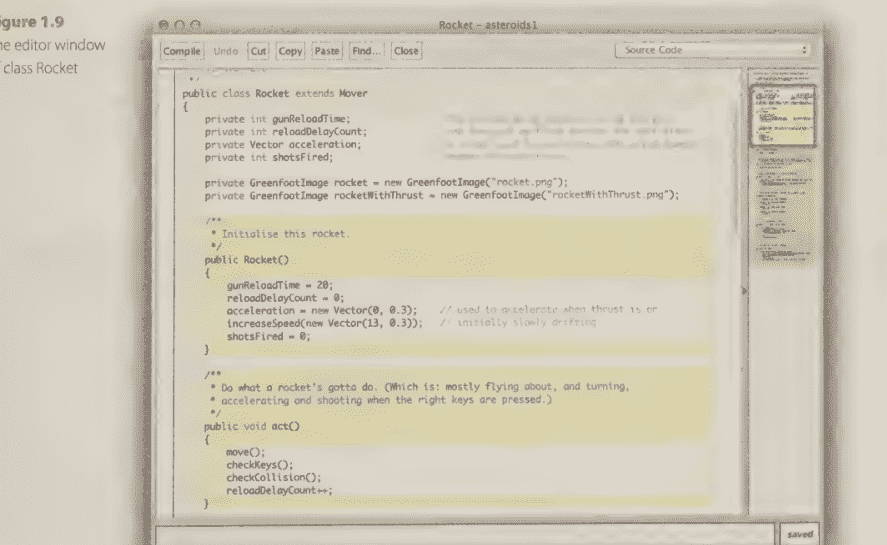 igure 1.9
he editor window
class Rocket
Rocket - asteroids1
Compile Undo Cut Copy Paste Find... Close Source Code
*/
public class Rocket extends Mover
{
private int gunReloadTime;
private int reloadDelayCount;
private Vector acceleration;
private int shotsFired;
private GreenfootImage rocket = new GreenfootImage("rocket.png");
private GreenfootImage rocketWithThrust = new GreenfootImage("rocketWithThrust.png");
/**
* Initialise this rocket.
*/
public Rocket()
{
gunReloadTime = 20;
reloadDelayCount = 0;
acceleration = new Vector(0, 0.3); // used to accelerate when thrust is on
increaseSpeed(new Vector(13, 0.3)); // initially slowly drifting
shotsFired = 0;
}
/**
* Do what a rocket's gotta do. (Which is: mostly flying about, and turning,
* accelerating and shooting when the right keys are pressed.)
*/
public void act()
{
move();
checkKeys();
checkCollision();
reloadDelayCount++;
}
saved